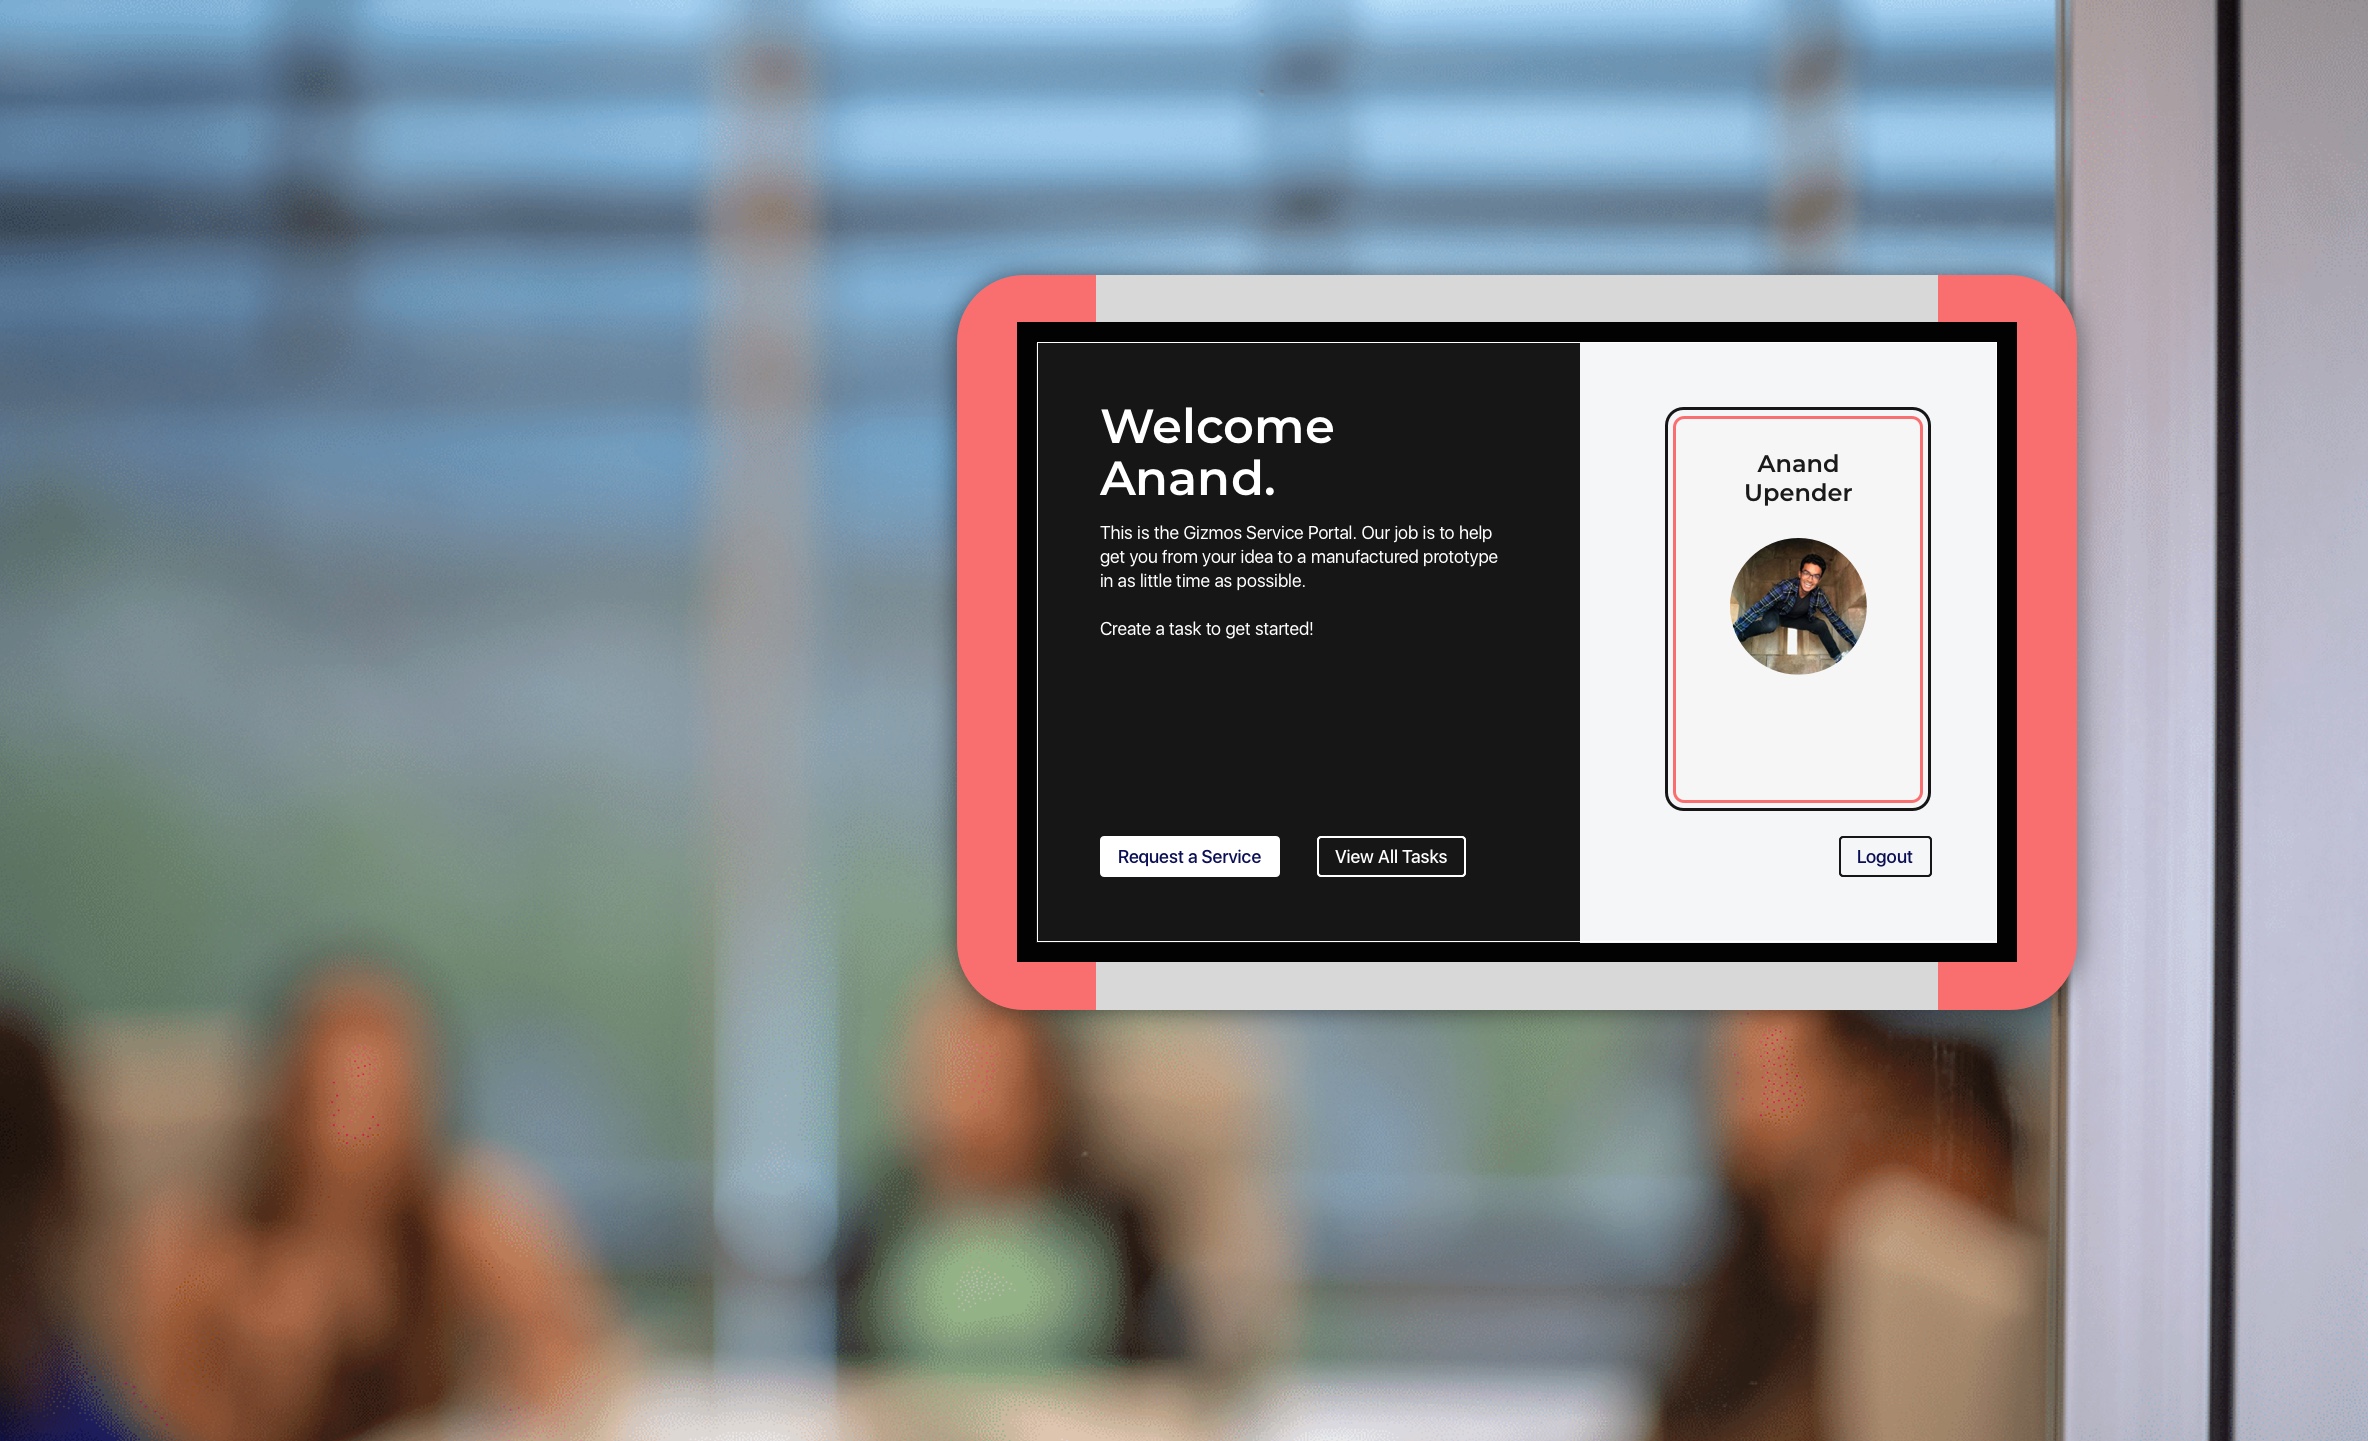 Welcome
Anand.
This is the Gizmos Service Portal. Our job is to help
get you from your idea to a manufactured prototype
in as little time as possible.
Create a task to get started!
Request a Service
View All Tasks
Anand
Upender
Logout